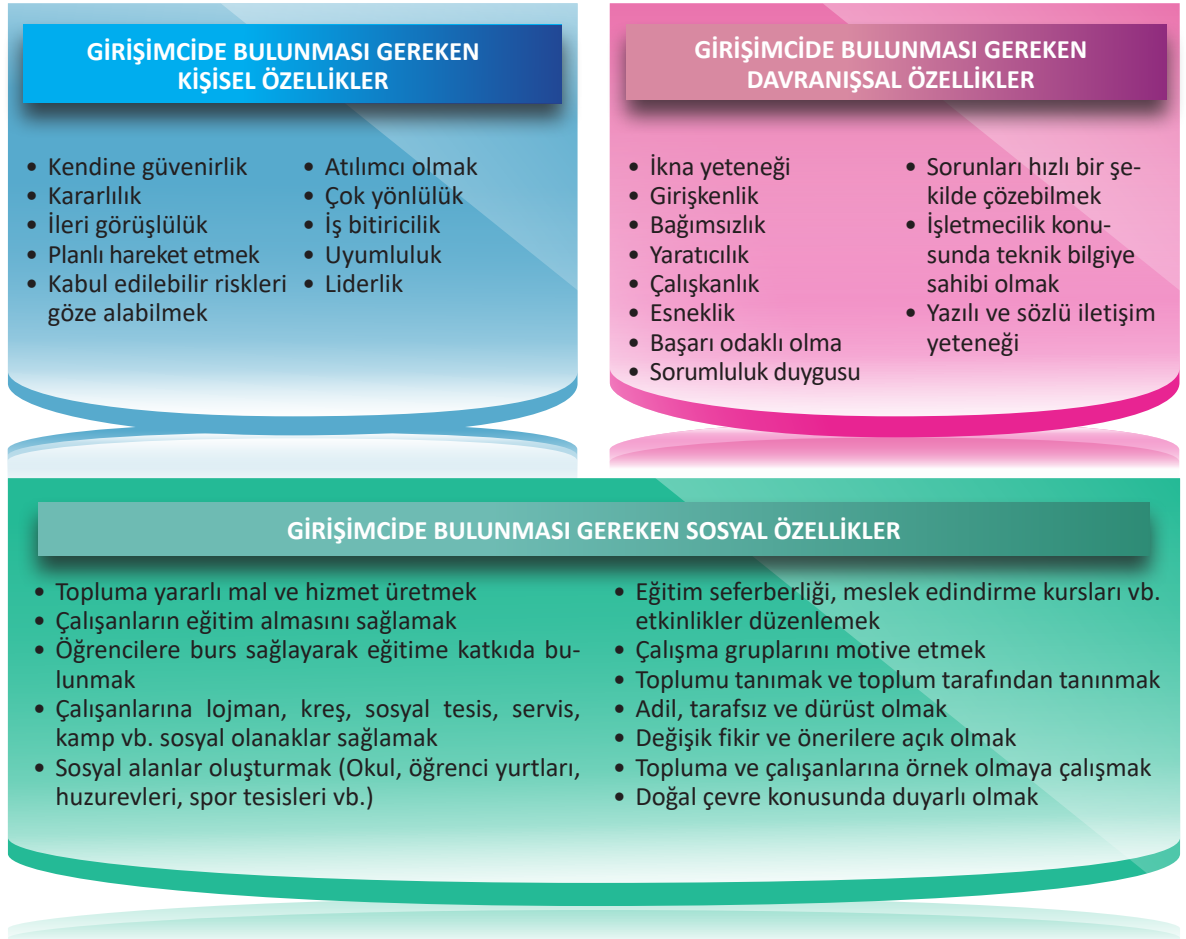 GİRİŞİMCİDE BULUNMASI GEREKEN
KİŞİSEL ÖZELLİKLER
• Kendine güvenirlik
• Kararlılık
• İleri görüşlülük
• Planlı hareket etmek
• Kabul edilebilir riskleri
göze alabilmek
• Atılımcı olmak
• Çok yönlülük
• İş bitiricilik
• Uyumluluk
• Liderlik
GİRİŞİMCİDE BULUNMASI GEREKEN
DAVRANIŞSAL ÖZELLİKLER
• İkna yeteneği
• Girişkenlik
• Bağımsızlık
• Yaratıcılık
• Çalışkanlık
• Esneklik
• Başarı odaklı olma
• Sorumluluk duygusu
• Sorunları hızlı bir şe-
kilde çözebilmek
• İşletmecilik konu-
sunda teknik bilgiye
sahibi olmak
• Yazılı ve sözlü iletişim
yeteneği
GİRİŞİMCİDE BULUNMASI GEREKEN SOSYAL ÖZELLİKLER
• Topluma yararlı mal ve hizmet üretmek
• Çalışanların eğitim almasını sağlamak
• Öğrencilere burs sağlayarak eğitime katkıda bu-
lunmak
• Çalışanlarına lojman, kreş, sosyal tesis, servis,
kamp vb. sosyal olanaklar sağlamak
• Sosyal alanlar oluşturmak (Okul, öğrenci yurtları,
huzurevleri, spor tesisleri vb.)
• Eğitim seferberliği, meslek edindirme kursları vb.
etkinlikler düzenlemek
• Çalışma gruplarını motive etmek
• Toplumu tanımak ve toplum tarafından tanınmak
• Adil, tarafsız ve dürüst olmak
• Değişik fikir ve önerilere açık olmak
• Topluma ve çalışanlarına örnek olmaya çalışmak
• Doğal çevre konusunda duyarlı olmak